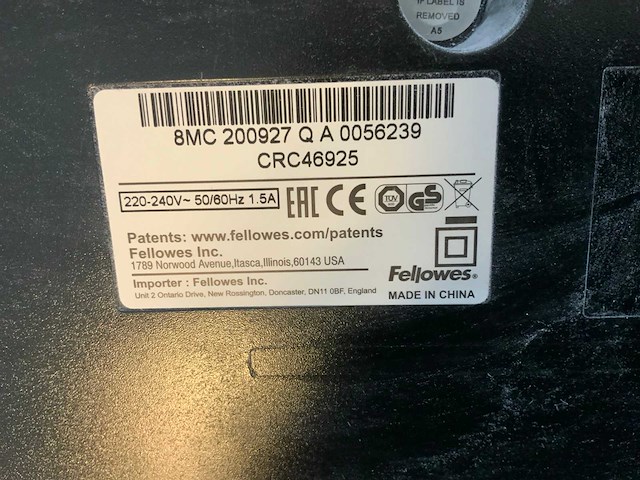 IF LABEL IS
REMOVED
A5
8MC 200927 Q A 0056239
CRC46925
220-240V~ 50/60Hz 1.5A
EAC CE TÜV GS
Patents: www.fellowes.com/patents
Fellowes Inc.
1789 Norwood Avenue,Itasca,Illinois,60143 USA
Importer : Fellowes Inc.
Unit 2 Ontario Drive, New Rossington, Doncaster, DN11 0BF, England
Fellowes®
MADE IN CHINA